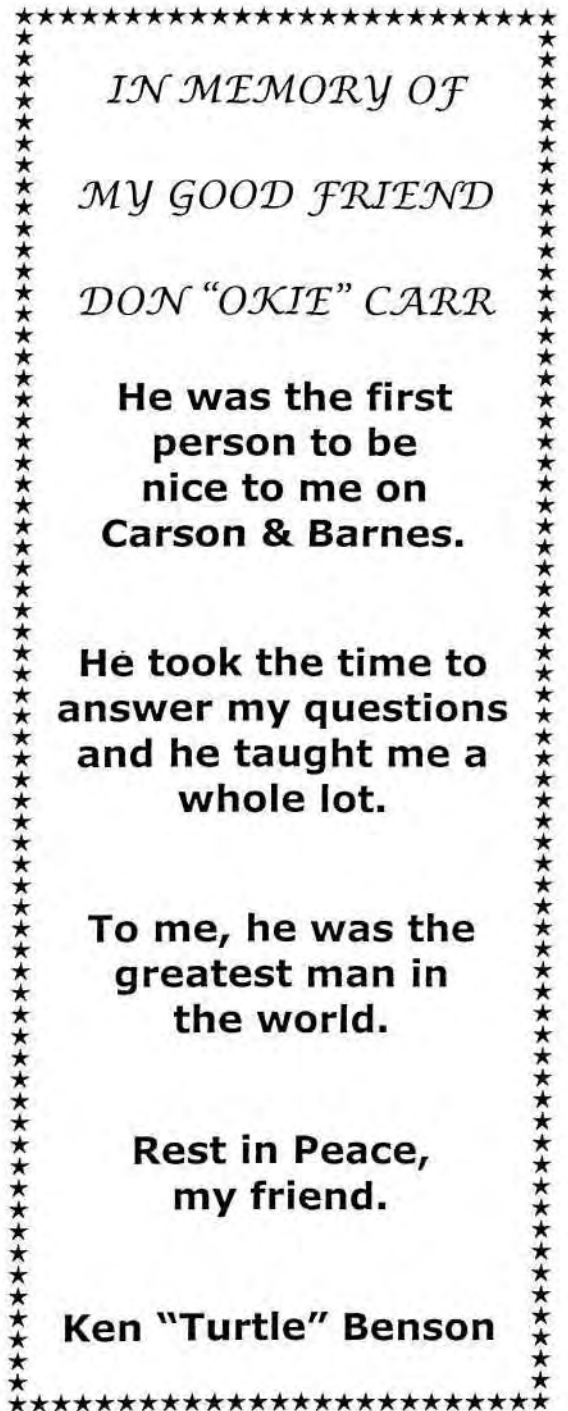 IN MEMORY OF
MY GOOD FRIEND
DON “OKIE” CARR
He was the first
person to be
nice to me on
Carson & Barnes.
He took the time to
answer my questions
and he taught me a
whole lot.
To me, he was the
greatest man in
the world.
Rest in Peace,
my friend.
Ken “Turtle” Benson